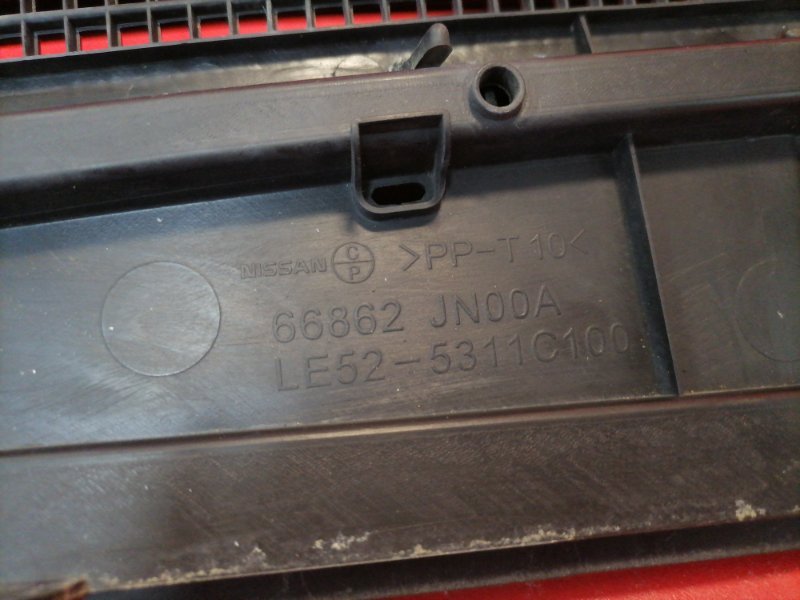 NISSAN C P >PP-T10<
66862 JN00A
LE52-5311C100